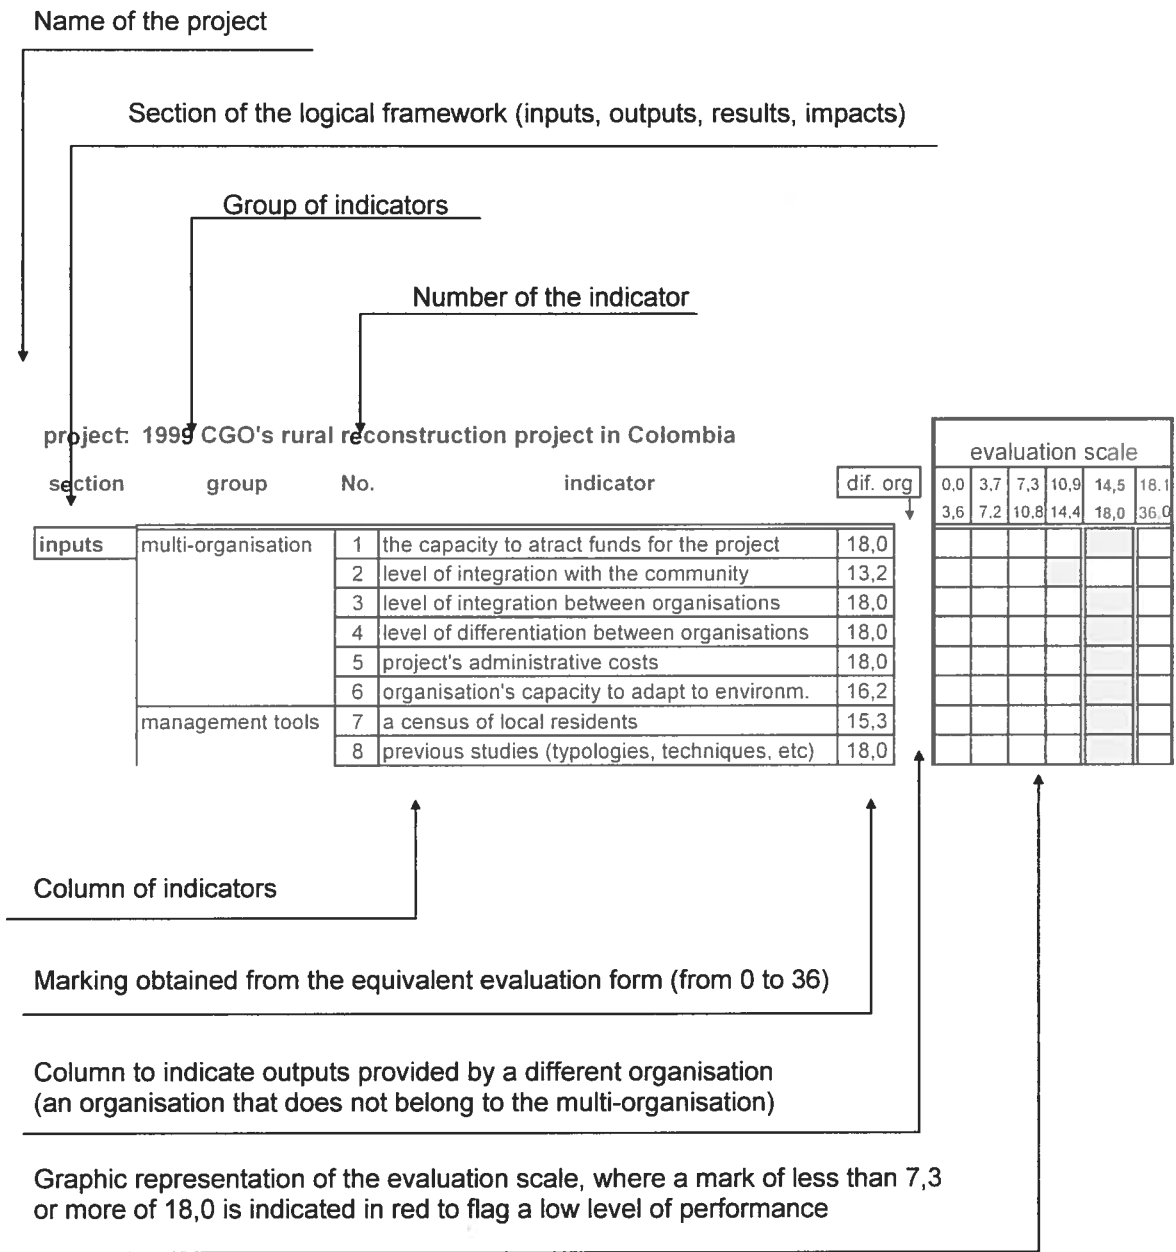 Name of the project
Section of the logical framework (inputs, outputs, results, impacts)
Group of indicators
Number of the indicator
project: 1999 CGO's rural reconstruction project in Colombia
evaluation scale
section group No. indicator dif. org 0,0 3,7 7,3 10,9 14,5 18.1
3,6 7.2 10,8 14,4 18,0 36.0
inputs multi-organisation 1 the capacity to atract funds for the project 18,0
2 level of integration with the community 13,2
3 level of integration between organisations 18,0
4 level of differentiation between organisations 18,0
5 project's administrative costs 18,0
6 organisation's capacity to adapt to environm. 16,2
management tools 7 a census of local residents 15,3
8 previous studies (typologies, techniques, etc) 18,0
Column of indicators
Marking obtained from the equivalent evaluation form (from 0 to 36)
Column to indicate outputs provided by a different organisation
(an organisation that does not belong to the multi-organisation)
Graphic representation of the evaluation scale, where a mark of less than 7,3
or more of 18,0 is indicated in red to flag a low level of performance